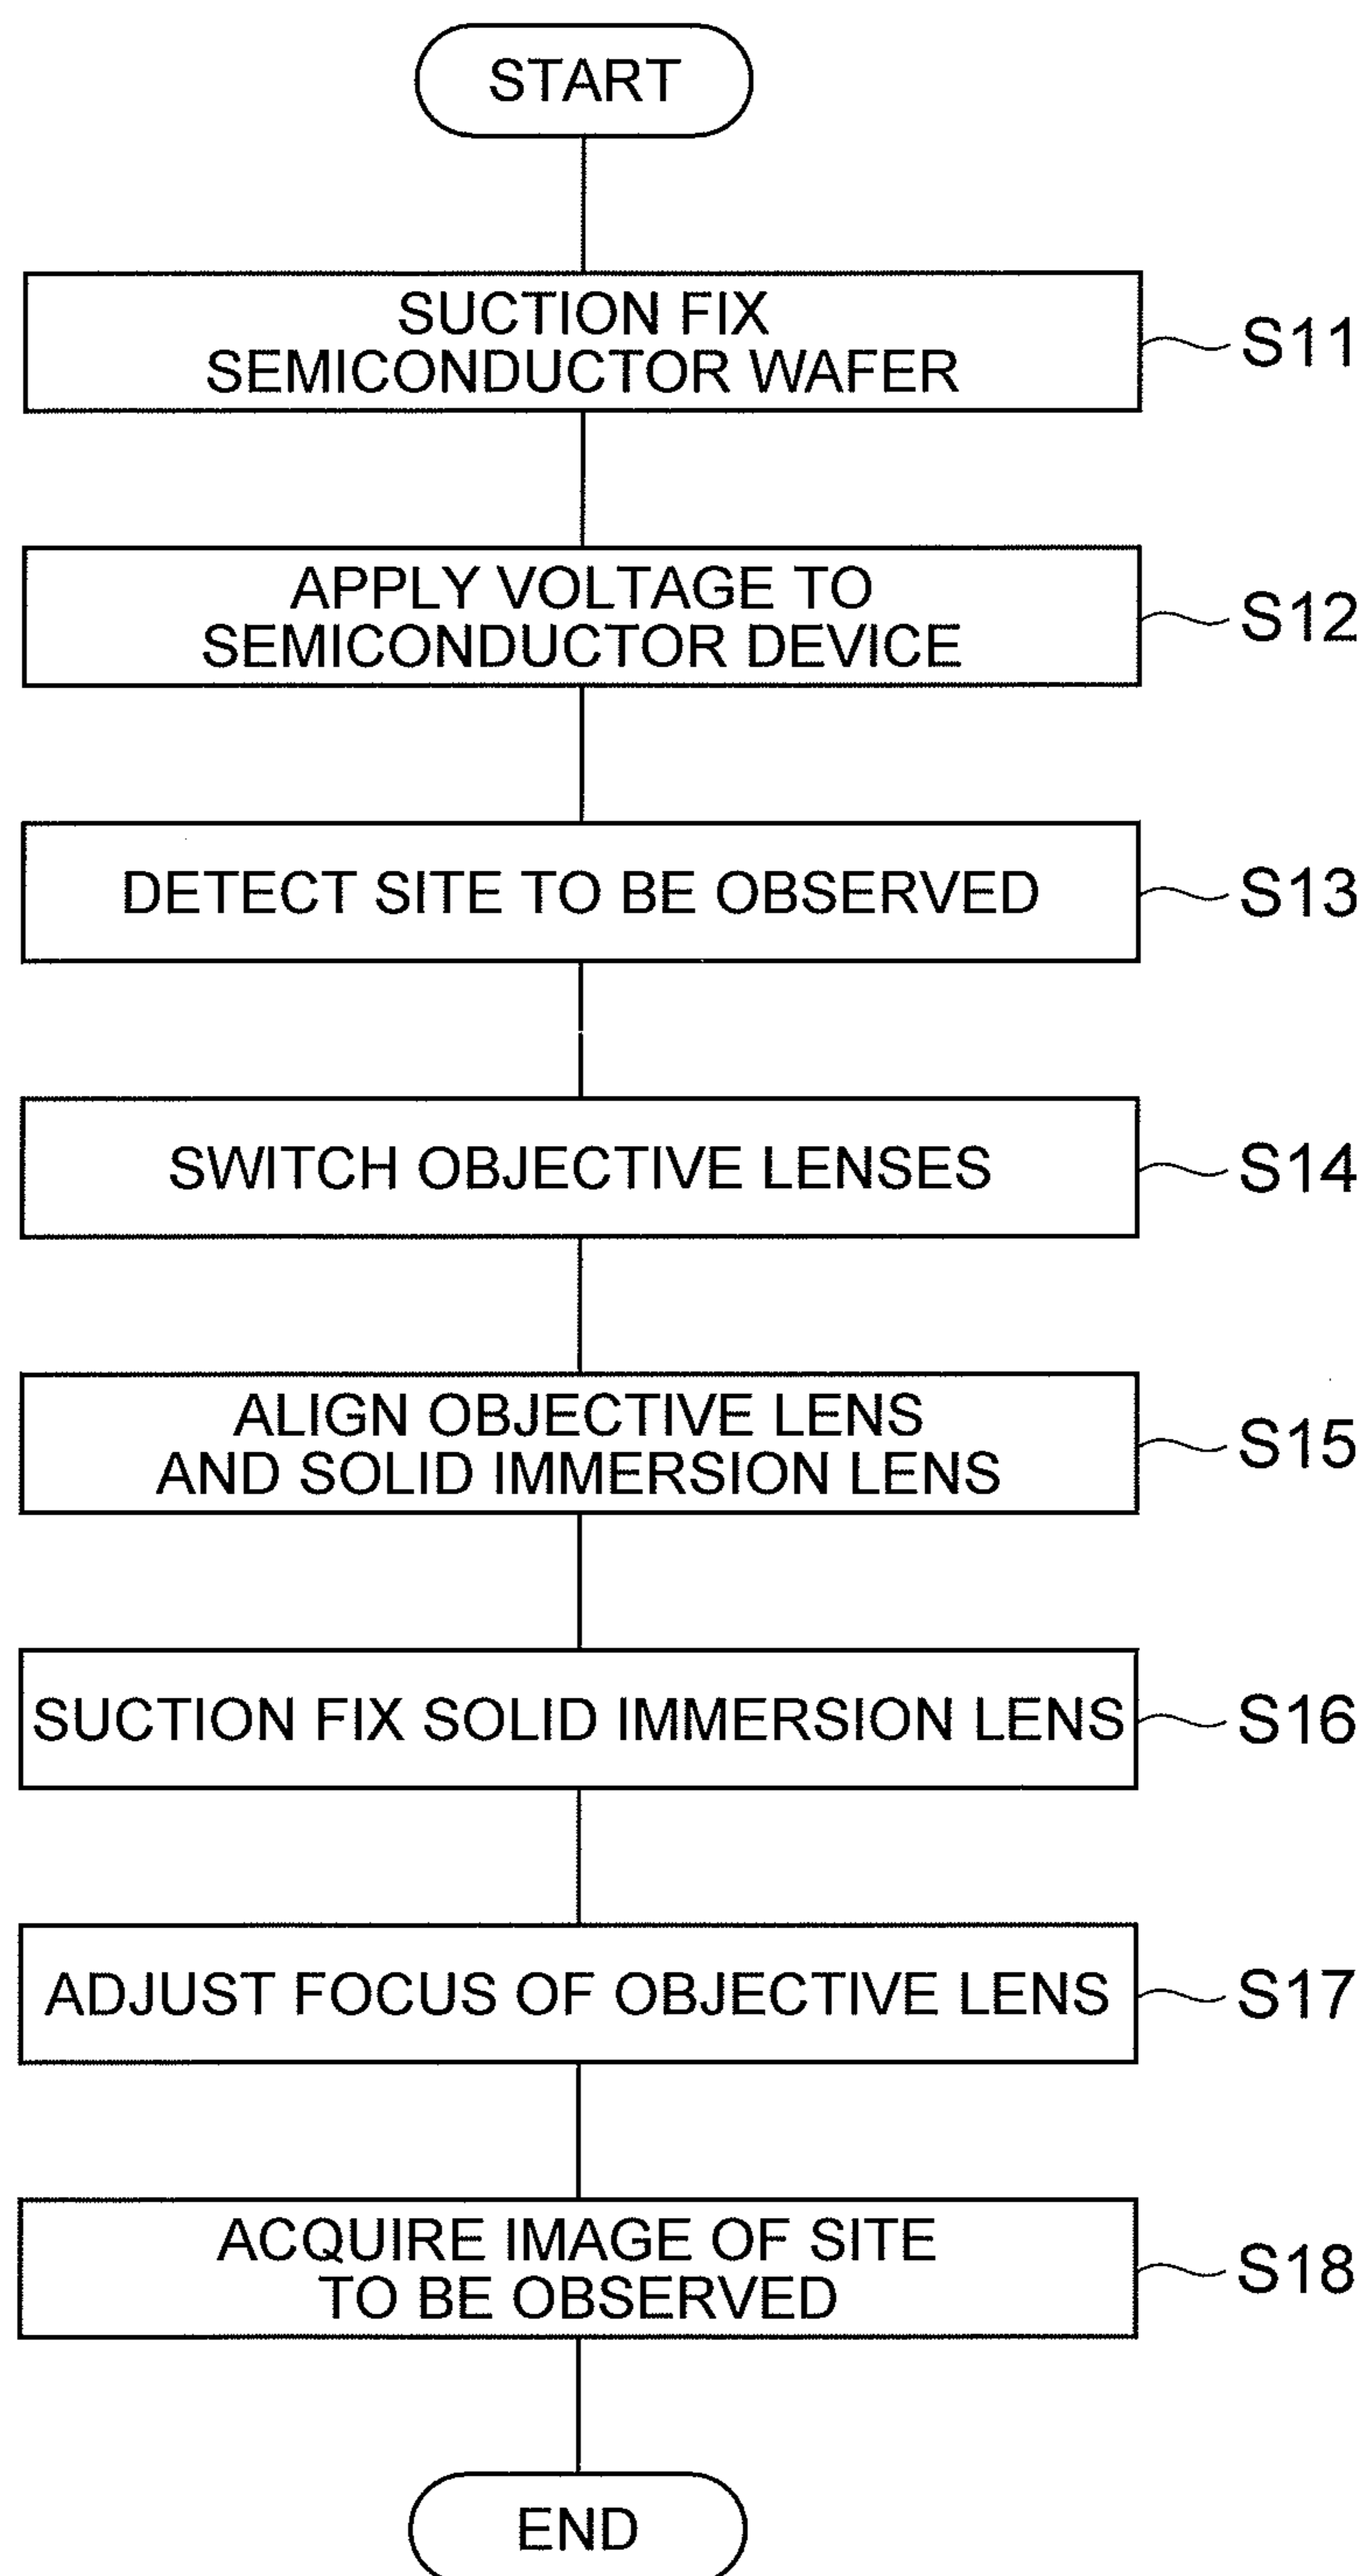 START
SUCTION FIX
SEMICONDUCTOR WAFER
S11
APPLY VOLTAGE TO
SEMICONDUCTOR DEVICE
S12
DETECT SITE TO BE OBSERVED
S13
SWITCH OBJECTIVE LENSES
S14
ALIGN OBJECTIVE LENS
AND SOLID IMMERSION LENS
S15
SUCTION FIX SOLID IMMERSION LENS
S16
ADJUST FOCUS OF OBJECTIVE LENS
S17
ACQUIRE IMAGE OF SITE
TO BE OBSERVED
S18
END